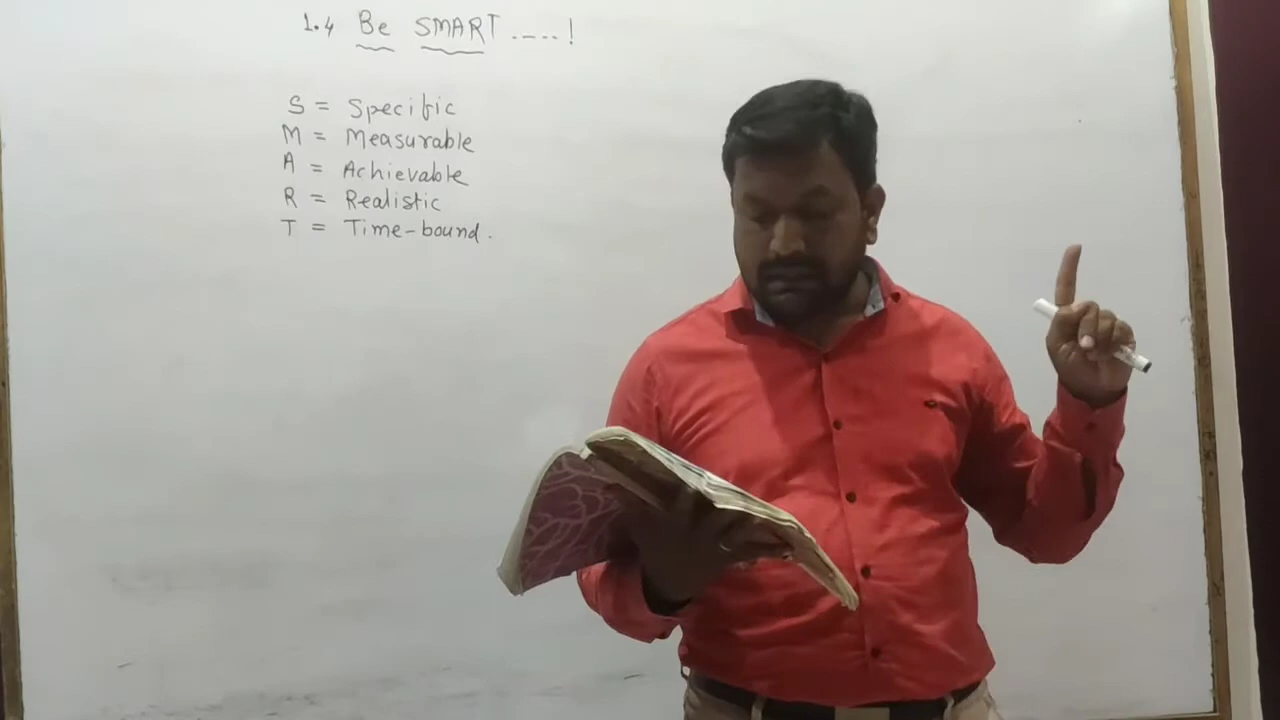 1.4 Be SMART .----!
S = Specific
M = Measurable
A = Achievable
R = Realistic
T = Time-bound.